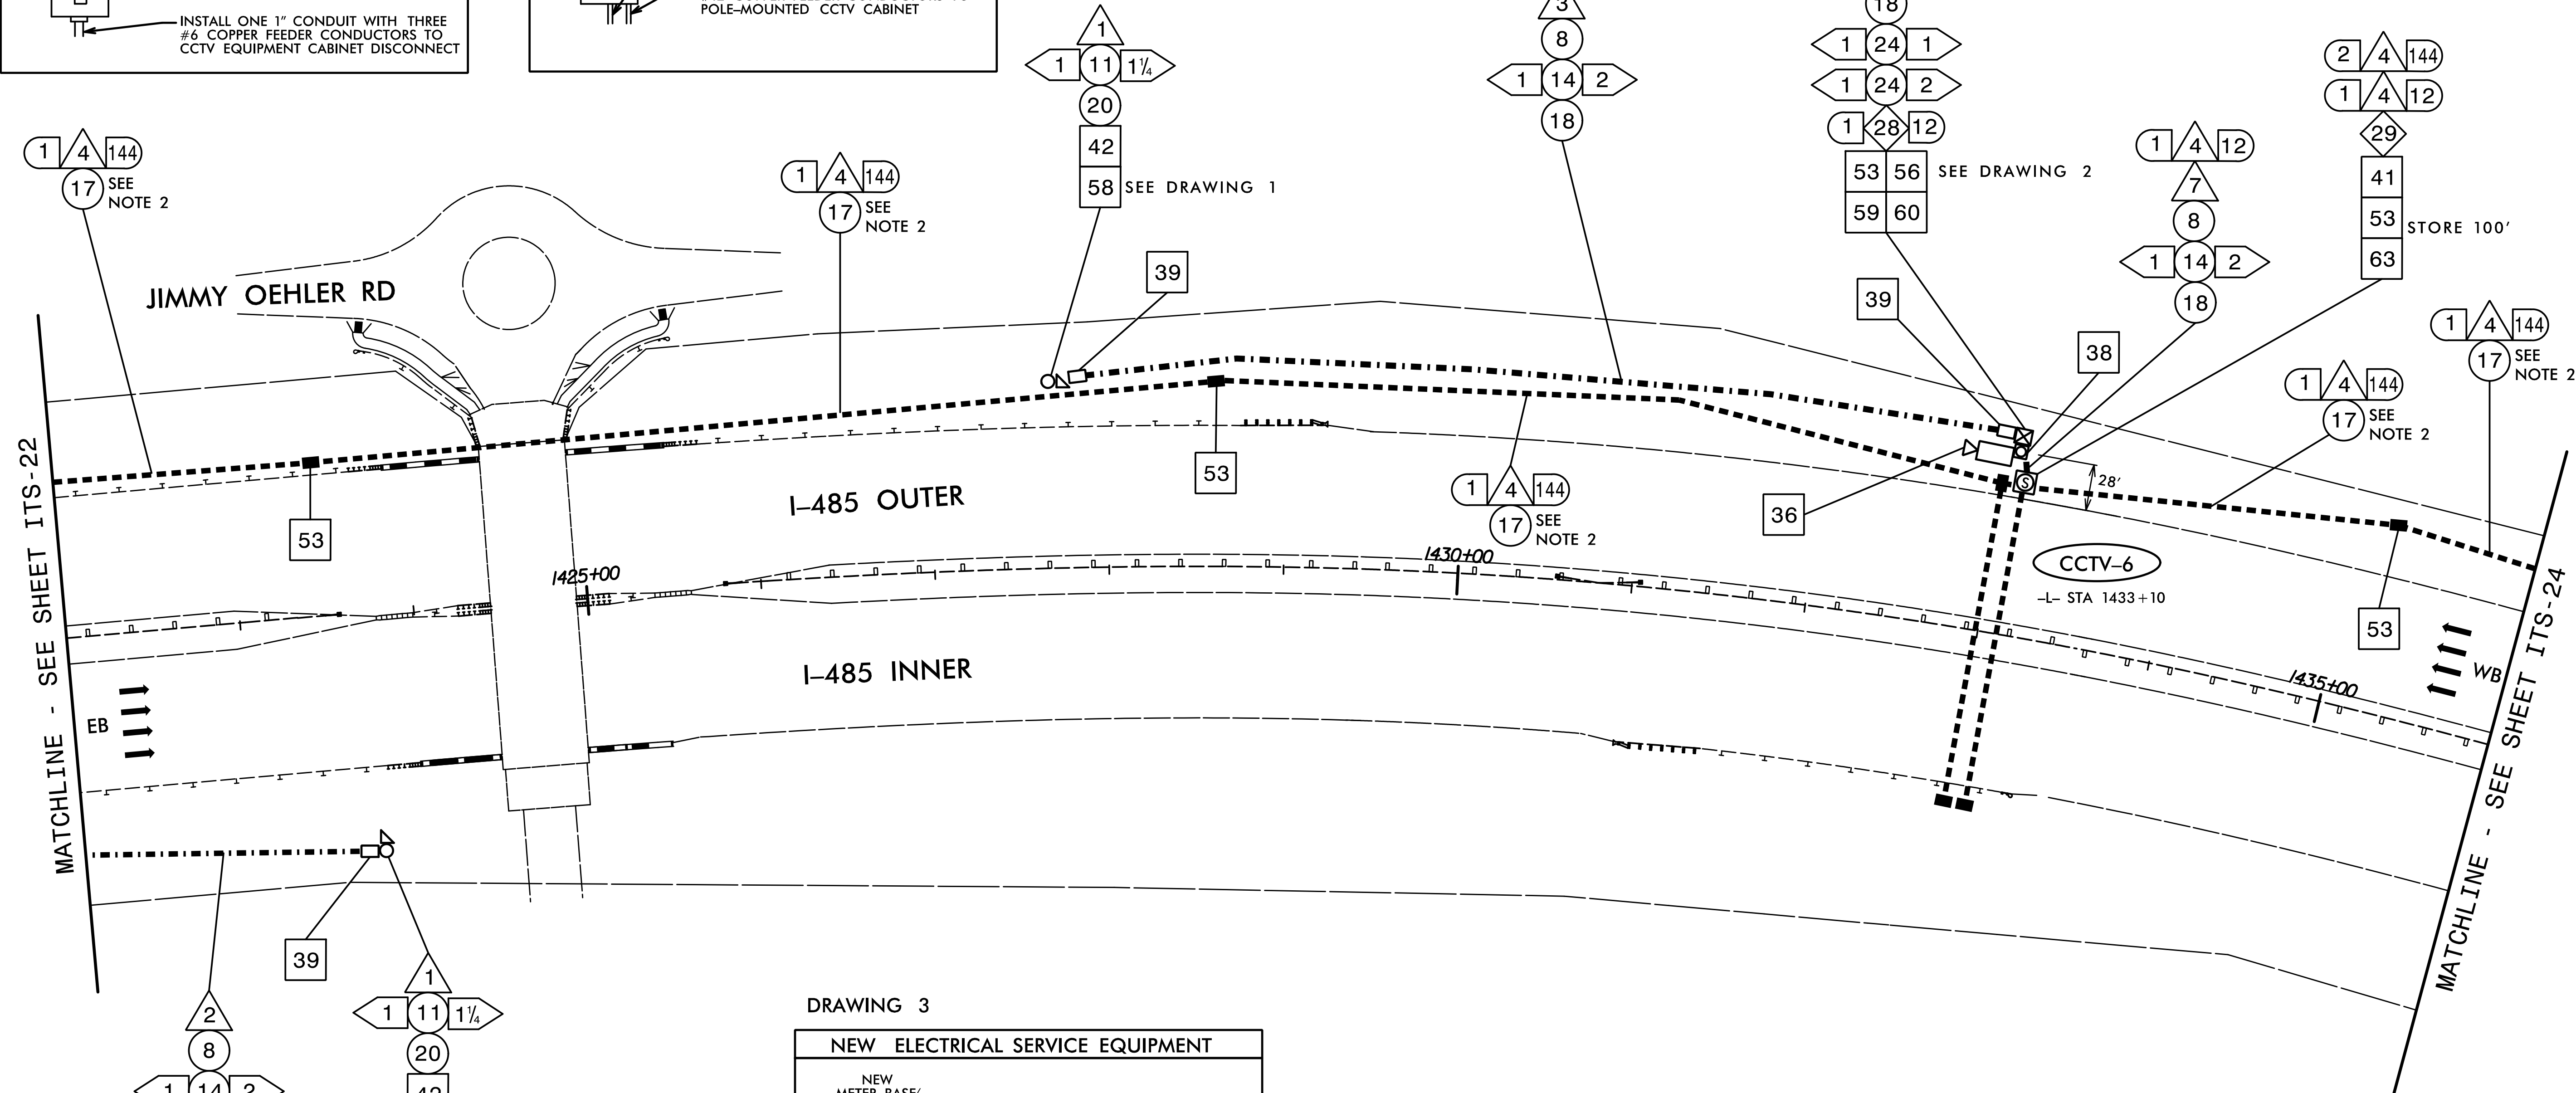 INSTALL ONE 1" CONDUIT WITH THREE
#6 COPPER FEEDER CONDUCTORS TO
CCTV EQUIPMENT CABINET DISCONNECT
POLE-MOUNTED CCTV CABINET
1
1 11 1¼
20
42
58 SEE DRAWING 1
39
3
8
1 14 2
18
18
1 24 1
1 24 2
1 28 12
53 56 SEE DRAWING 2
59 60
39
2 4 144
1 4 12
29
41
53 STORE 100'
63
1 4 12
7
8
1 14 2
18
38
1 4 144
17 SEE
NOTE 2
1 4 144
17 SEE
NOTE 2
1 4 144
17 SEE
NOTE 2
1 4 144
17 SEE
NOTE 2
1 4 144
17 SEE
NOTE 2
JIMMY OEHLER RD
53
53
36
S
28'
CCTV-6
-L- STA 1433+10
53
I-485 OUTER
1425+00
1430+00
1435+00
I-485 INNER
EB
WB
MATCHLINE - SEE SHEET ITS-22
MATCHLINE - SEE SHEET ITS-24
39
2
8
1 14 2
1
1 11 1¼
20
42
DRAWING 3
NEW ELECTRICAL SERVICE EQUIPMENT
NEW
METER BASE/